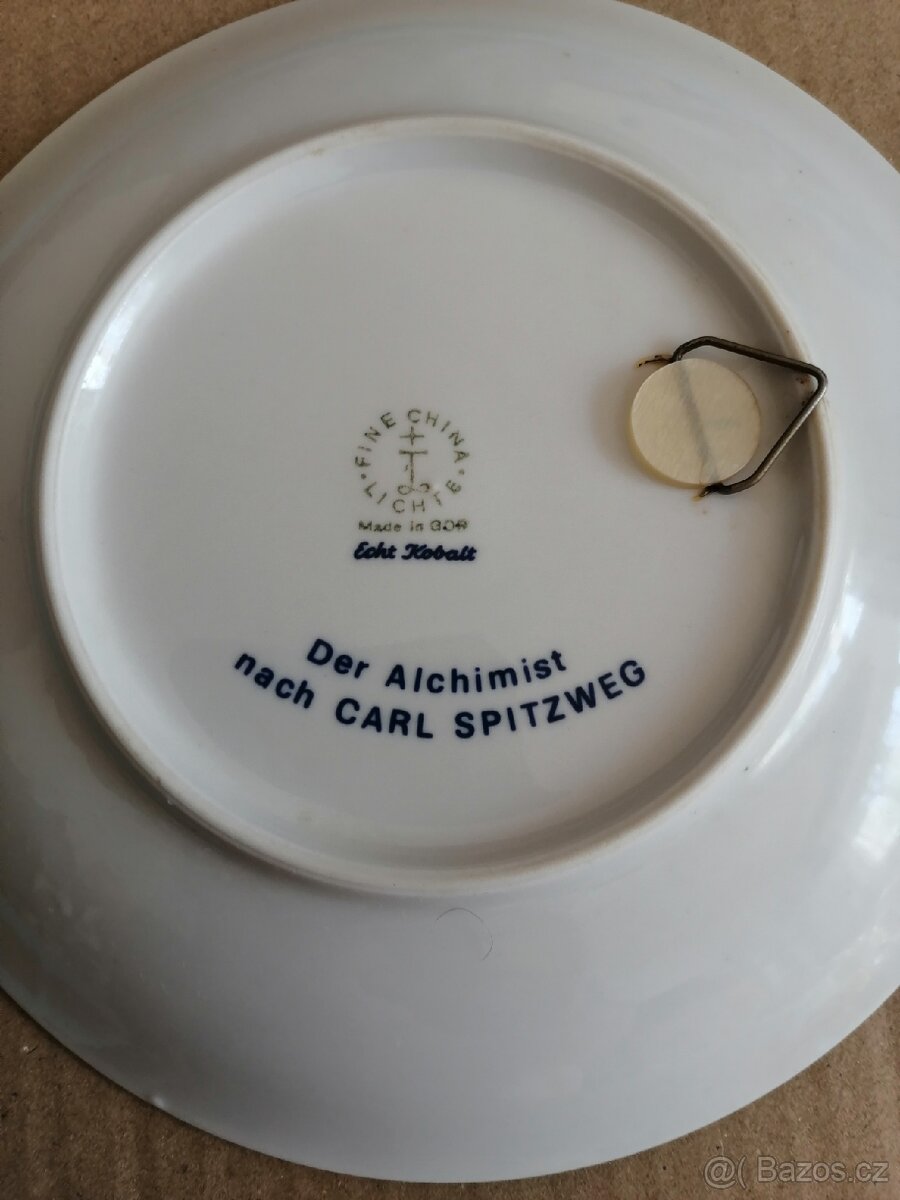 FINE CHINA
LICHTE
Made in GDR
Echt Kobalt
Der Alchimist
nach CARL SPITZWEG
@( Bazos.cz